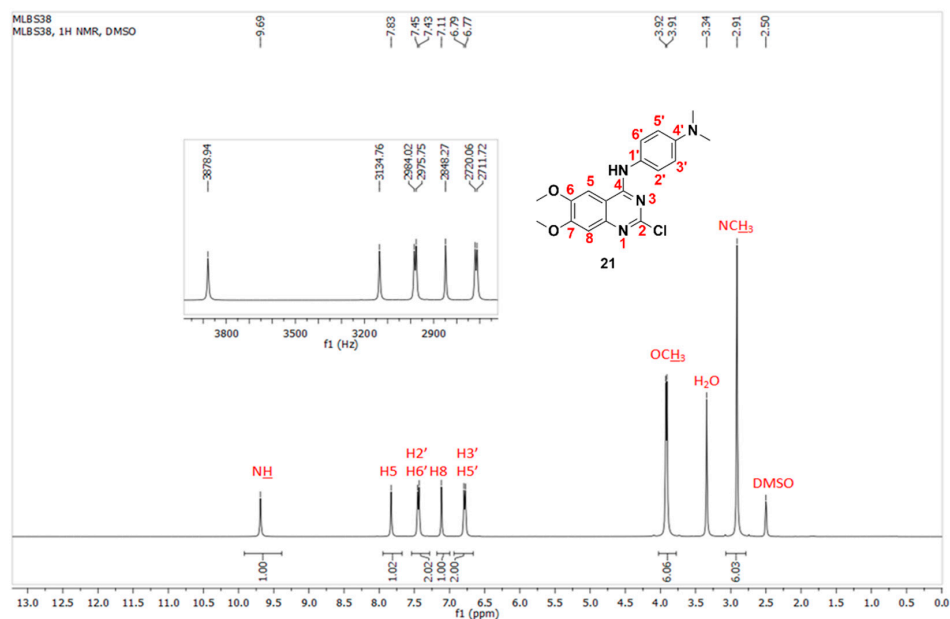 MLBS38
MLBS38, 1H NMR, DMSO
9.69
7.83
7.45
7.43
7.11
6.79
6.77
3.92
3.91
3.34
2.91
2.50
3878.94
3134.76
2984.02
2975.75
2848.27
2720.06
2711.72
3800 3500 3200 2900
f1 (Hz)
5'
6' 4' N
1' 3'
HN 2'
4
O 6 5 N 3
O 7 8 N 2 Cl
1
21
NCH3
OCH3
H2O
NH H5 H2' H6' H8 H3' H5'
DMSO
1.00 1.02 2.02 1.00 2.00 6.06 6.03
13.0 12.5 12.0 11.5 11.0 10.5 10.0 9.5 9.0 8.5 8.0 7.5 7.0 6.5 6.0 5.5 5.0 4.5 4.0 3.5 3.0 2.5 2.0 1.5 1.0 0.5 0.0
f1 (ppm)